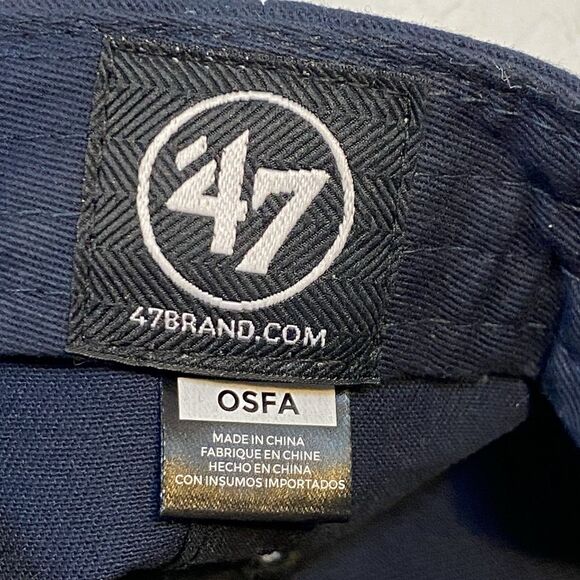 '47
47BRAND.COM
OSFA
MADE IN CHINA
FABRIQUE EN CHINE
HECHO EN CHINA
CON INSUMOS IMPORTADOS